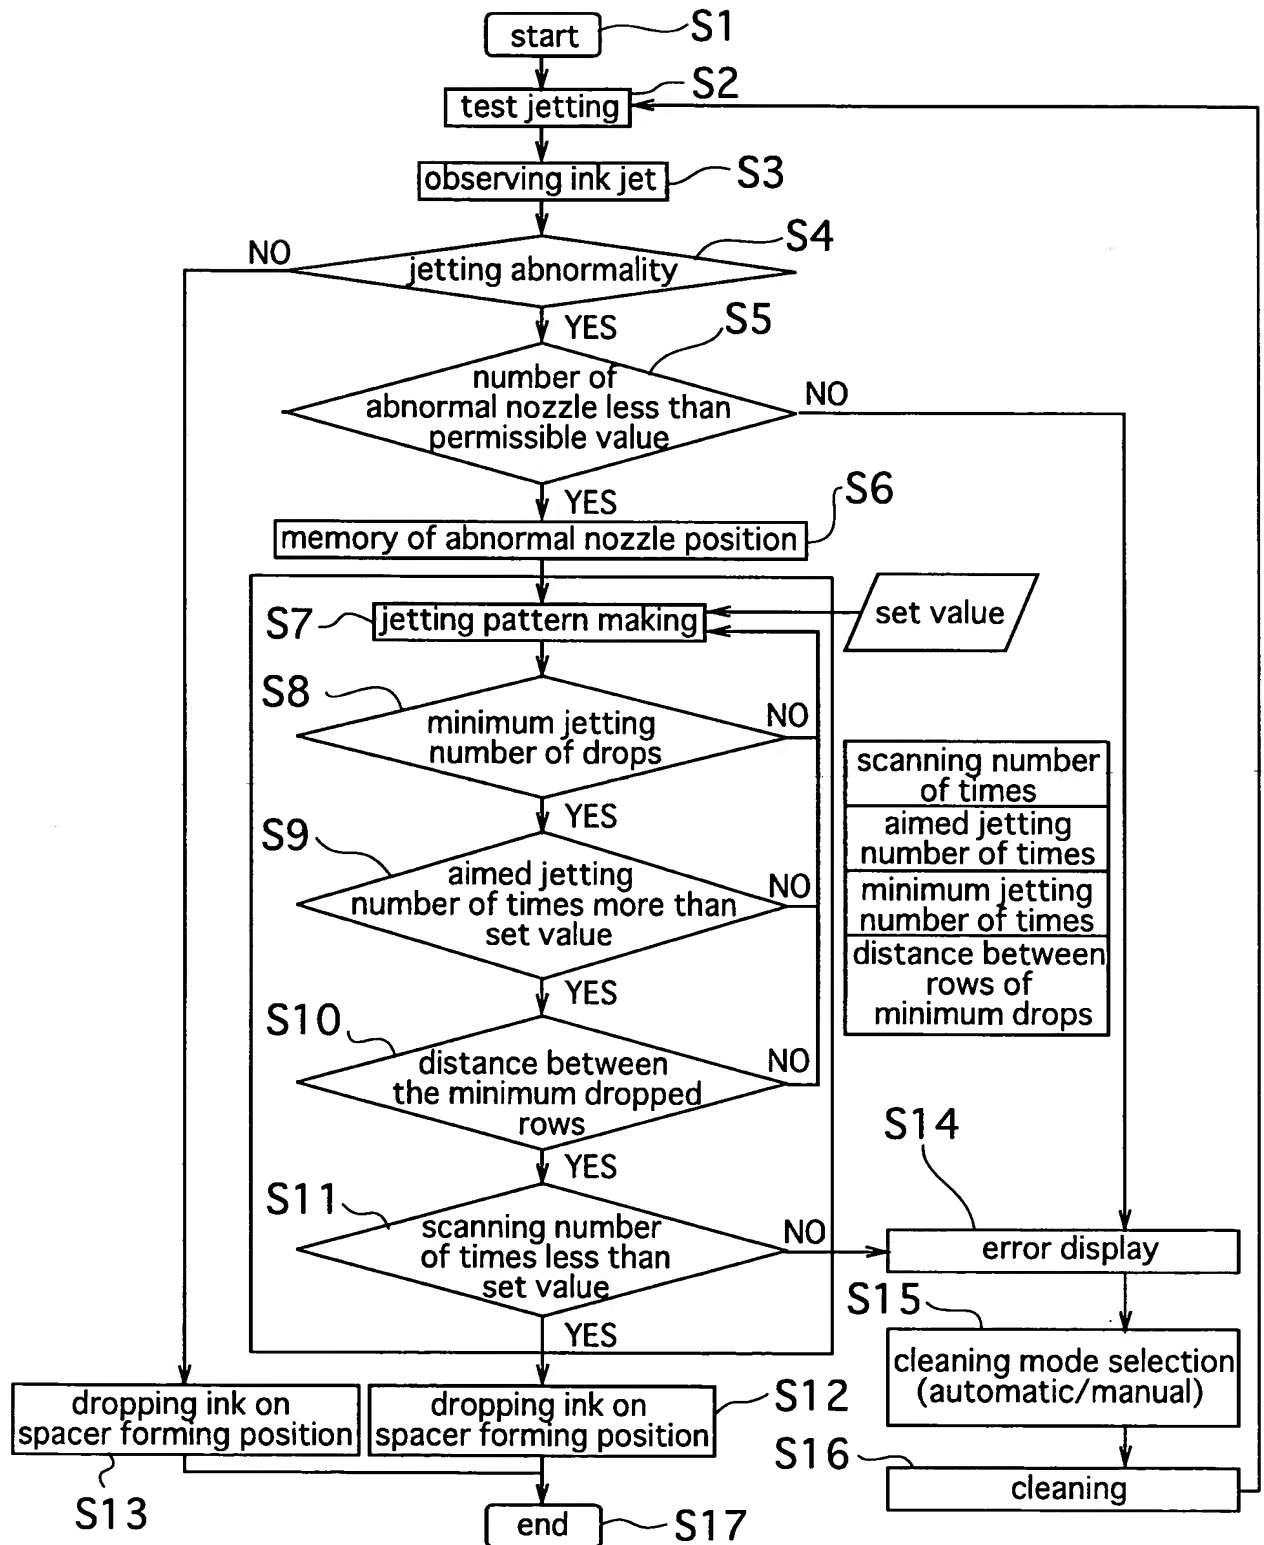 start
S1
test jetting
S2
observing ink jet
S3
NO
jetting abnormality
S4
YES
S5
number of
abnormal nozzle less than
permissible value
NO
YES
S6
memory of abnormal nozzle position
S7
jetting pattern making
set value
S8
minimum jetting
number of drops
NO
YES
S9
aimed jetting
number of times more than
set value
NO
YES
scanning number
of times
aimed jetting
number of times
minimum jetting
number of times
distance between
rows of
minimum drops
S10
distance between
the minimum dropped
rows
NO
YES
S11
scanning number
of times less than
set value
NO
YES
S14
error display
S15
cleaning mode selection
(automatic/manual)
S16
cleaning
dropping ink on
spacer forming position
S13
dropping ink on
spacer forming position
S12
end
S17